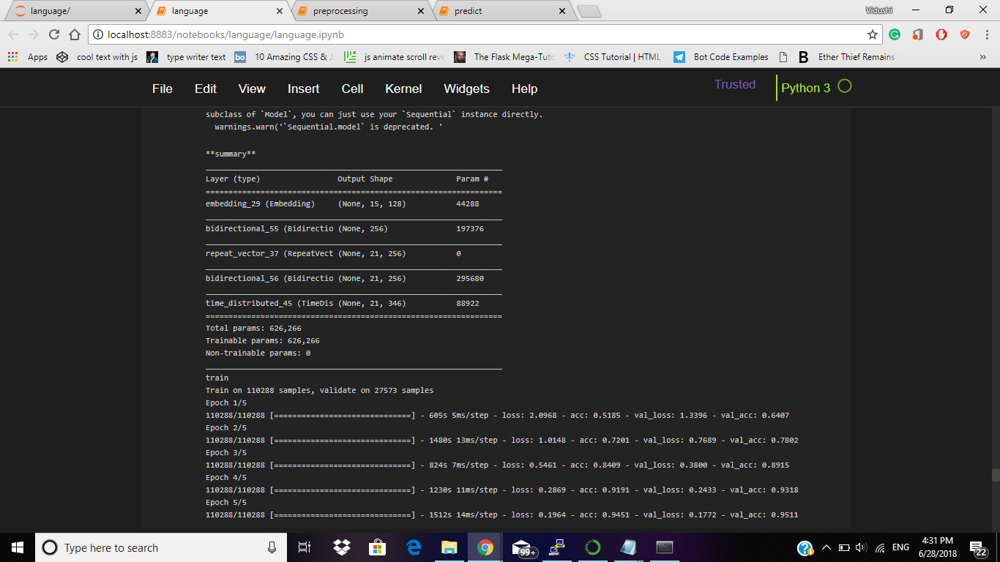 language/
language
preprocessing
predict
Vidushi
localhost:8883/notebooks/language/language.ipynb
Apps cool text with js type writer text bo 10 Amazing CSS & J js animate scroll reve The Flask Mega-Tuto CSS Tutorial | HTML Bot Code Examples B Ether Thief Remains »
File Edit View Insert Cell Kernel Widgets Help Trusted Python 3
subclass of `Model`, you can just use your `Sequential` instance directly.
warnings.warn('`Sequential.model` is deprecated. '
**summary**
_________________________________________________________________
Layer (type) Output Shape Param #
=================================================================
embedding_29 (Embedding) (None, 15, 128) 44288
_________________________________________________________________
bidirectional_55 (Bidirectio (None, 256) 197376
_________________________________________________________________
repeat_vector_37 (RepeatVect (None, 21, 256) 0
_________________________________________________________________
bidirectional_56 (Bidirectio (None, 21, 256) 295680
_________________________________________________________________
time_distributed_45 (TimeDis (None, 21, 346) 88922
=================================================================
Total params: 626,266
Trainable params: 626,266
Non-trainable params: 0
_________________________________________________________________
train
Train on 110288 samples, validate on 27573 samples
Epoch 1/5
110288/110288 [==============================] - 605s 5ms/step - loss: 2.0968 - acc: 0.5185 - val_loss: 1.3396 - val_acc: 0.6407
Epoch 2/5
110288/110288 [==============================] - 1480s 13ms/step - loss: 1.0148 - acc: 0.7201 - val_loss: 0.7689 - val_acc: 0.7802
Epoch 3/5
110288/110288 [==============================] - 824s 7ms/step - loss: 0.5461 - acc: 0.8409 - val_loss: 0.3800 - val_acc: 0.8915
Epoch 4/5
110288/110288 [==============================] - 1230s 11ms/step - loss: 0.2869 - acc: 0.9191 - val_loss: 0.2433 - val_acc: 0.9318
Epoch 5/5
110288/110288 [==============================] - 1512s 14ms/step - loss: 0.1964 - acc: 0.9451 - val_loss: 0.1772 - val_acc: 0.9511
Type here to search
99+
ENG
4:31 PM
6/28/2018
22